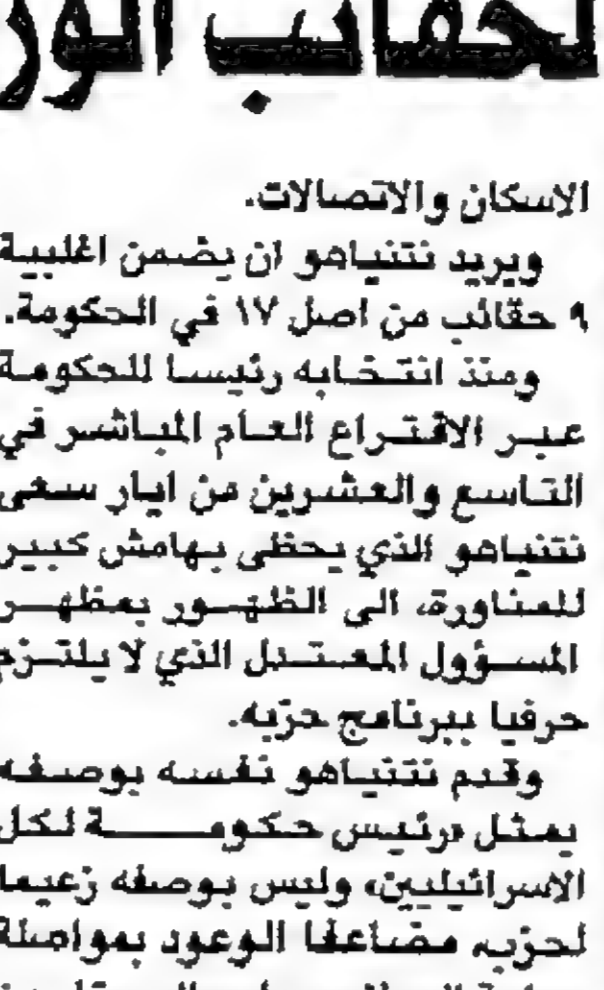 لحقائب الوز
الاسكان والاتصالات.
ويريد نتنياهو ان يضمن اغلبية
٩ حقائب من اصل ١٧ في الحكومة.
ومنذ انتخابه رئيسا للحكومة
عبر الاقتراع العام المباشر في
التاسع والعشرين من ايار سعى
نتنياهو الذي يحظى بهامش كبير
للمناورة، الى الظهور بمظهر
المسؤول المعتدل الذي لا يلتزم
حرفيا ببرنامج حزبه.
وقدم نتنياهو نفسه بوصفه
يمثل «رئيس حكومة لكل
الاسرائيليين» وليس بوصفه زعيما
لحزبه مضاعفا الوعود بمواصلة